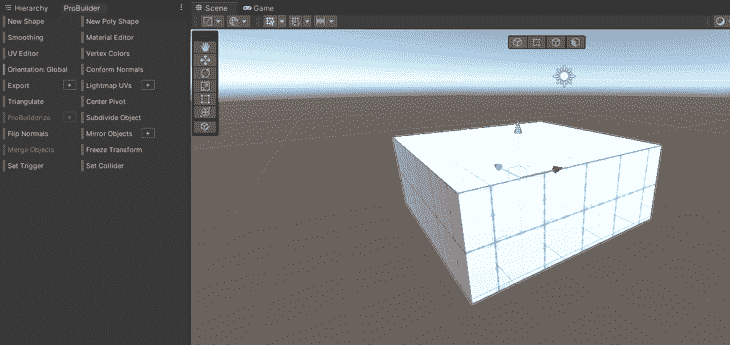 Hierarchy ProBuilder Scene Game
New Shape New Poly Shape
Smoothing Material Editor
UV Editor Vertex Colors
Orientation: Global Conform Normals
Export + Lightmap UVs +
Triangulate Center Pivot
ProBuilderize + Subdivide Object
Flip Normals Mirror Objects +
Merge Objects Freeze Transform
Set Trigger Set Collider